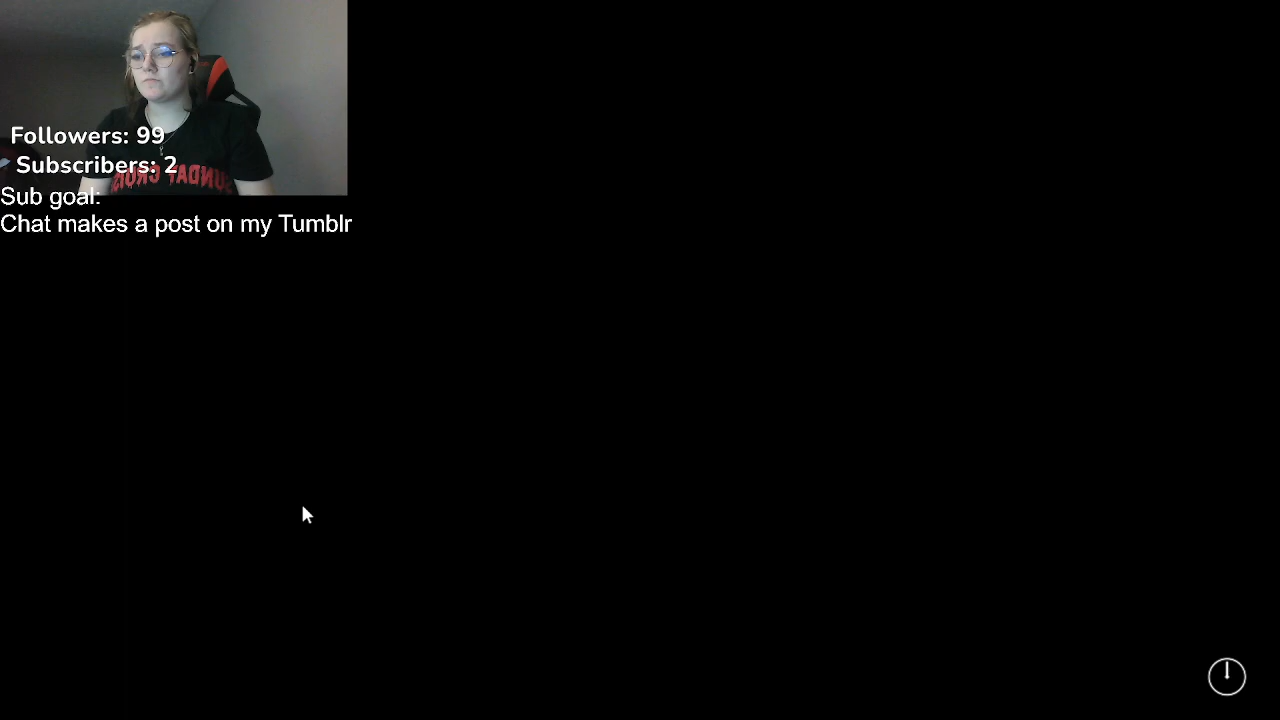 Followers: 99
Subscribers: 2
Sub goal:
Chat makes a post on my Tumblr